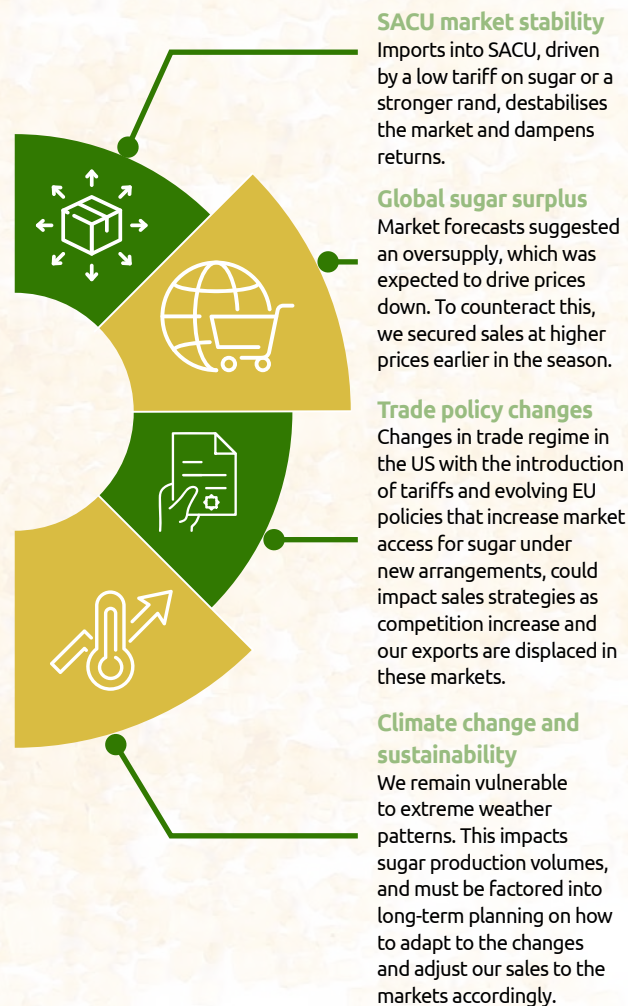 SACU market stability
Imports into SACU, driven
by a low tariff on sugar or a
stronger rand, destabilises
the market and dampens
returns.
Global sugar surplus
Market forecasts suggested
an oversupply, which was
expected to drive prices
down. To counteract this,
we secured sales at higher
prices earlier in the season.
Trade policy changes
Changes in trade regime in
the US with the introduction
of tariffs and evolving EU
policies that increase market
access for sugar under
new arrangements, could
impact sales strategies as
competition increase and
our exports are displaced in
these markets.
Climate change and
sustainability
We remain vulnerable
to extreme weather
patterns. This impacts
sugar production volumes,
and must be factored into
long-term planning on how
to adapt to the changes
and adjust our sales to the
markets accordingly.